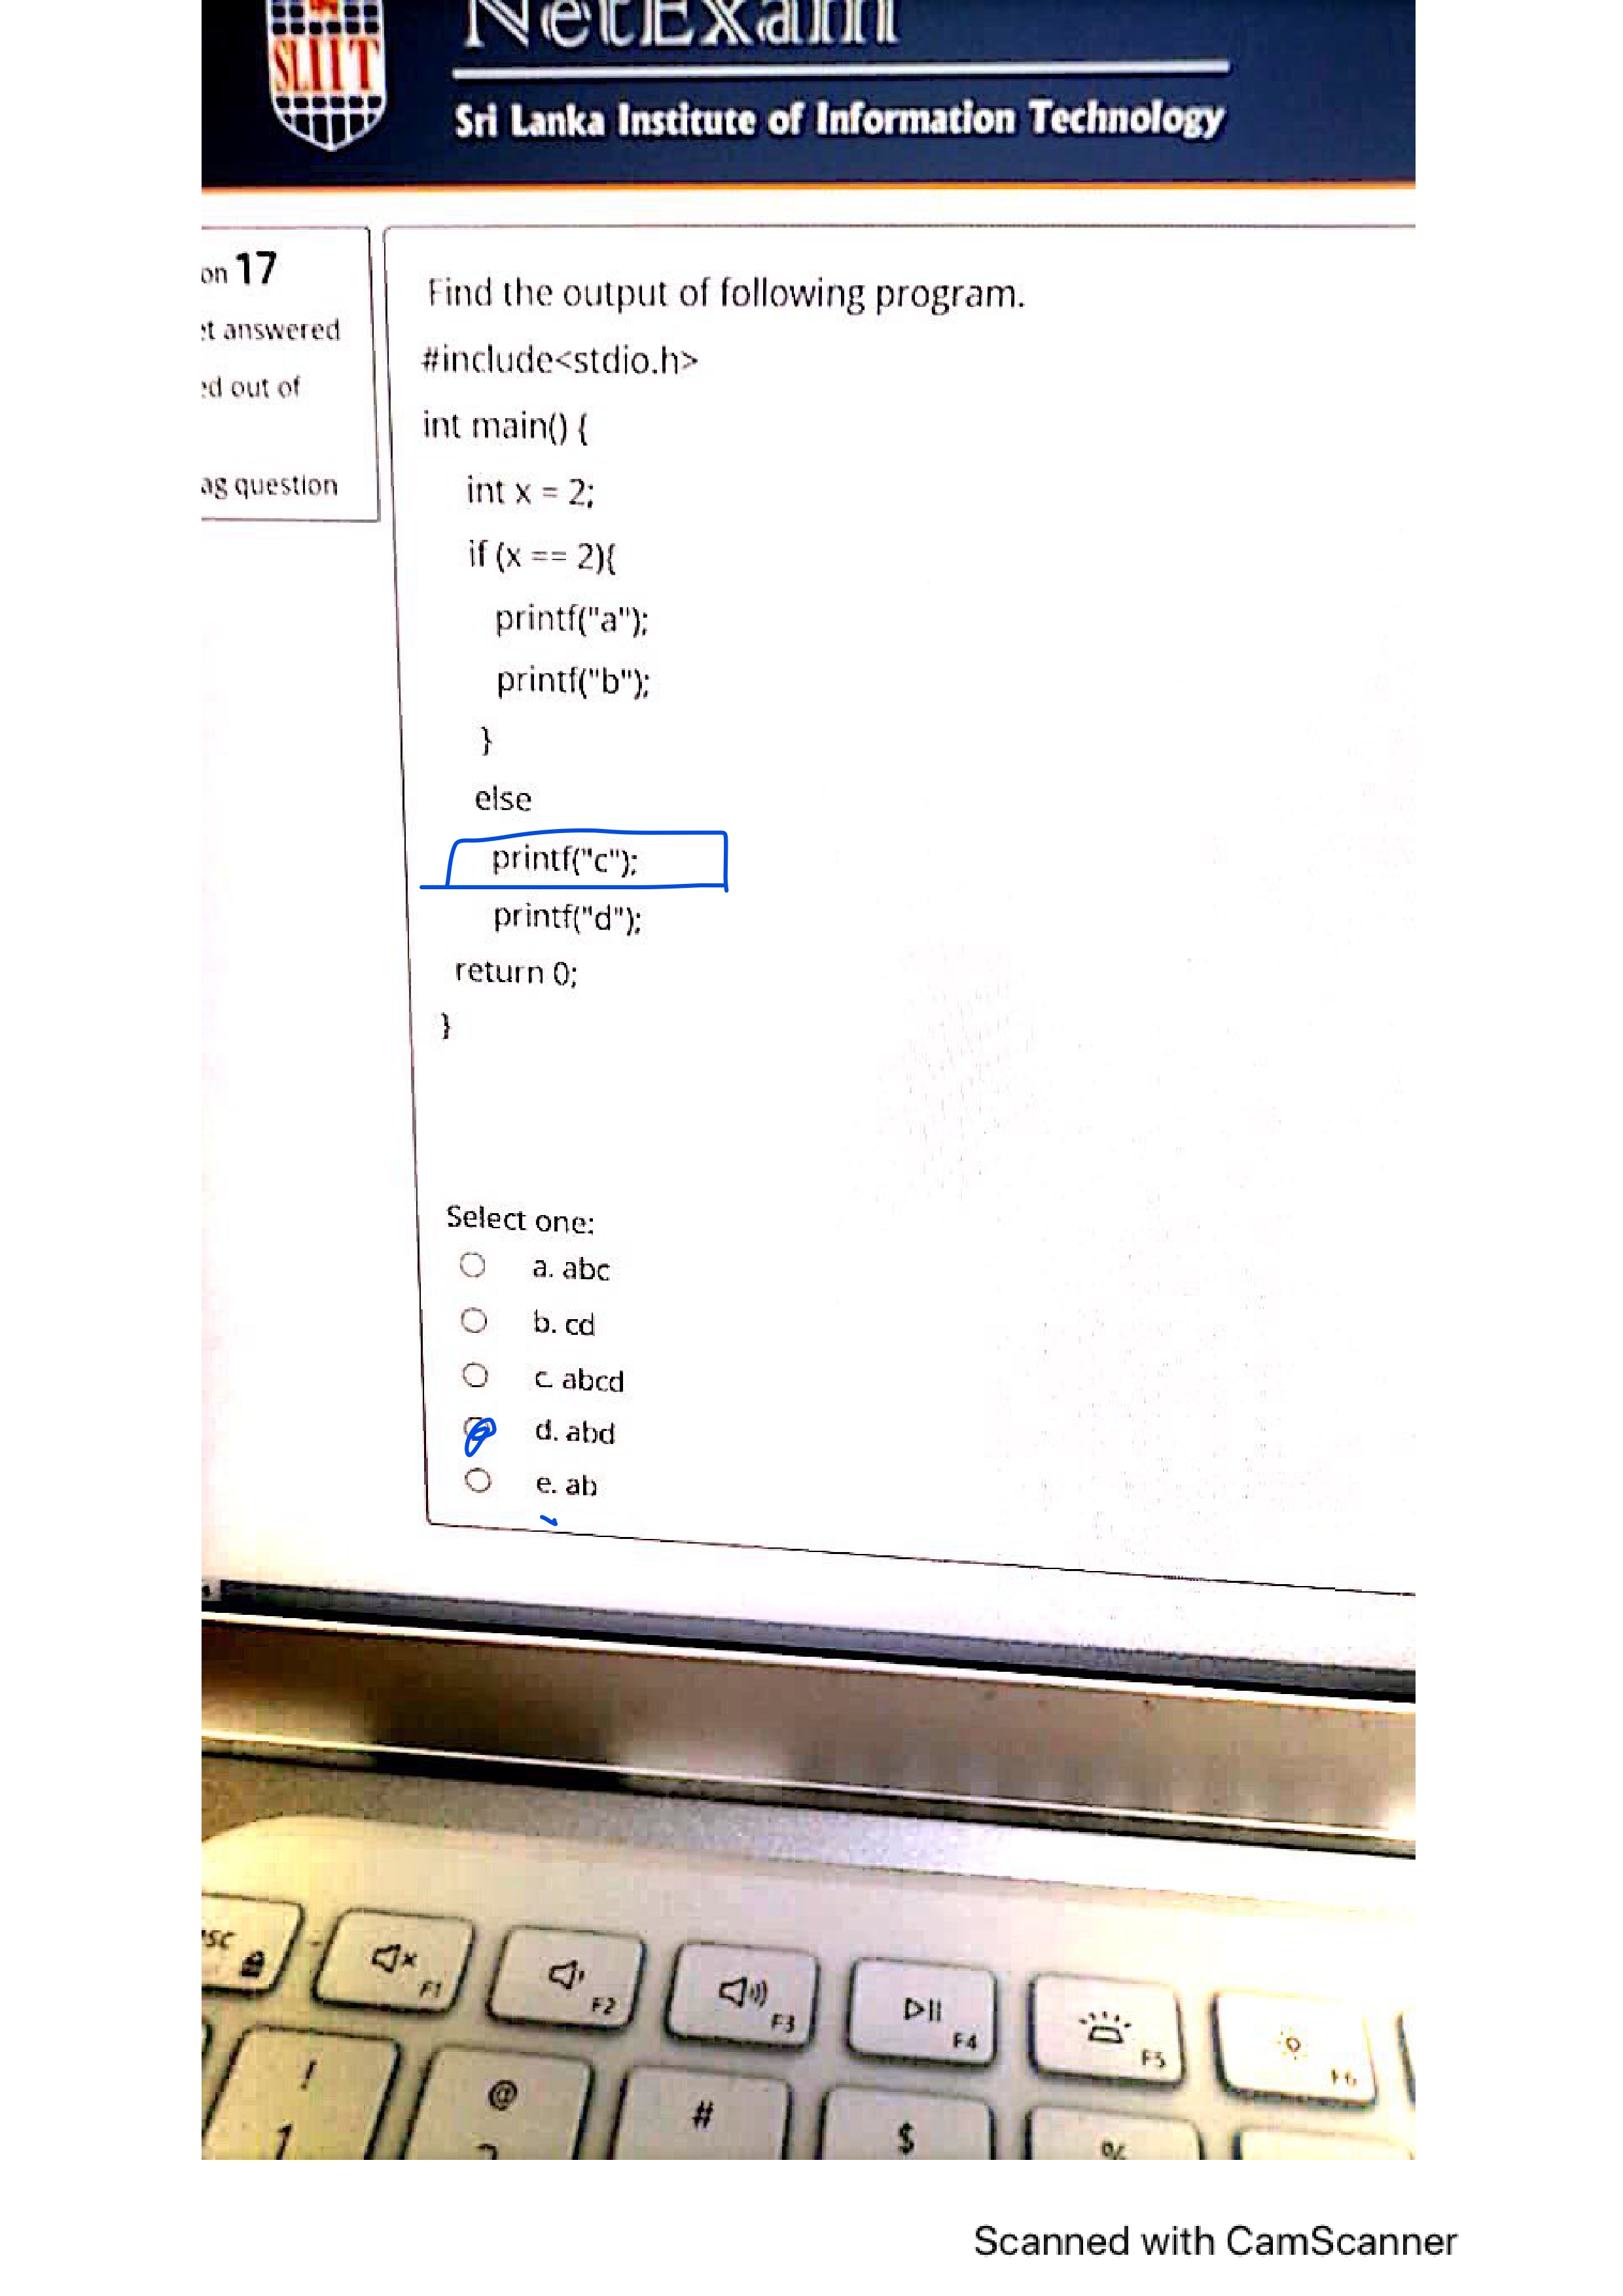 NetExam
SLIIT
Sri Lanka Institute of Information Technology
on 17
et answered
ed out of
ag question
Find the output of following program.
#include<stdio.h>
int main() {
int x = 2;
if (x == 2){
printf("a");
printf("b");
}
else
printf("c");
printf("d");
return 0;
}
Select one:
a. abc
b. cd
c. abcd
d. abd
e. ab
sc
F1
F2
F3
F4
F5
F6
!
1
@
#
$
%
Scanned with CamScanner